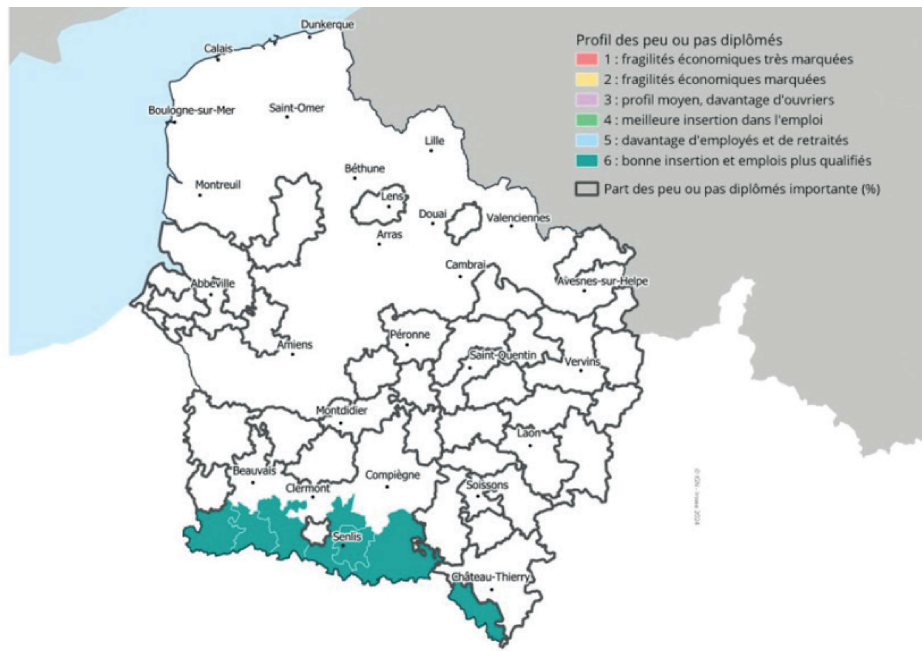 Dunkerque
Calais
Boulogne-sur-Mer
Saint-Omer
Lille
Béthune
Montreuil
Lens
Douai
Valenciennes
Arras
Cambrai
Avesnes-sur-Helpe
Abbéville
Péronne
Amiens
Saint-Quentin
Vervins
Montdidier
Laon
Beauvais
Compiègne
Clermont
Soissons
Senlis
Château-Thierry
Profil des peu ou pas diplômés
1 : fragilités économiques très marquées
2 : fragilités économiques marquées
3 : profil moyen, davantage d'ouvriers
4 : meilleure insertion dans l'emploi
5 : davantage d'employés et de retraités
6 : bonne insertion et emplois plus qualifiés
Part des peu ou pas diplômés importante (%)
© IGN - Insee 2024